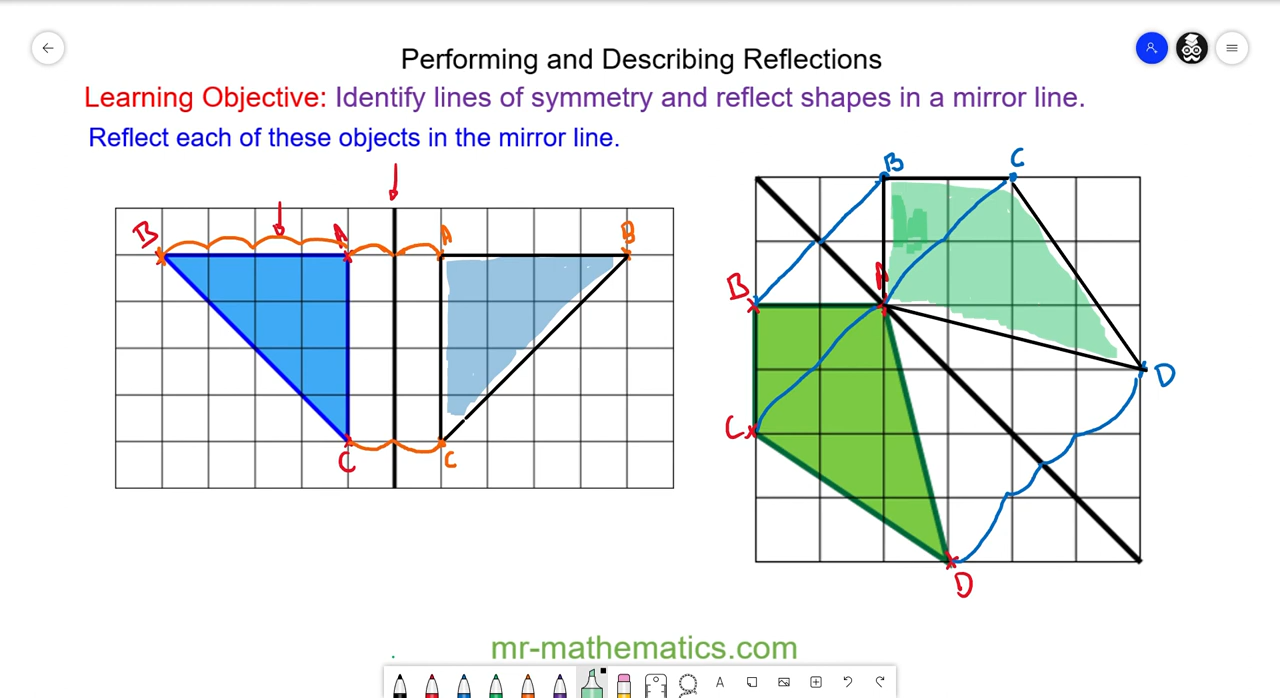 Performing and Describing Reflections
Learning Objective: Identify lines of symmetry and reflect shapes in a mirror line.
Reflect each of these objects in the mirror line.
B A A B
C C
B C
B A
D
C
D
mr-mathematics.com
A